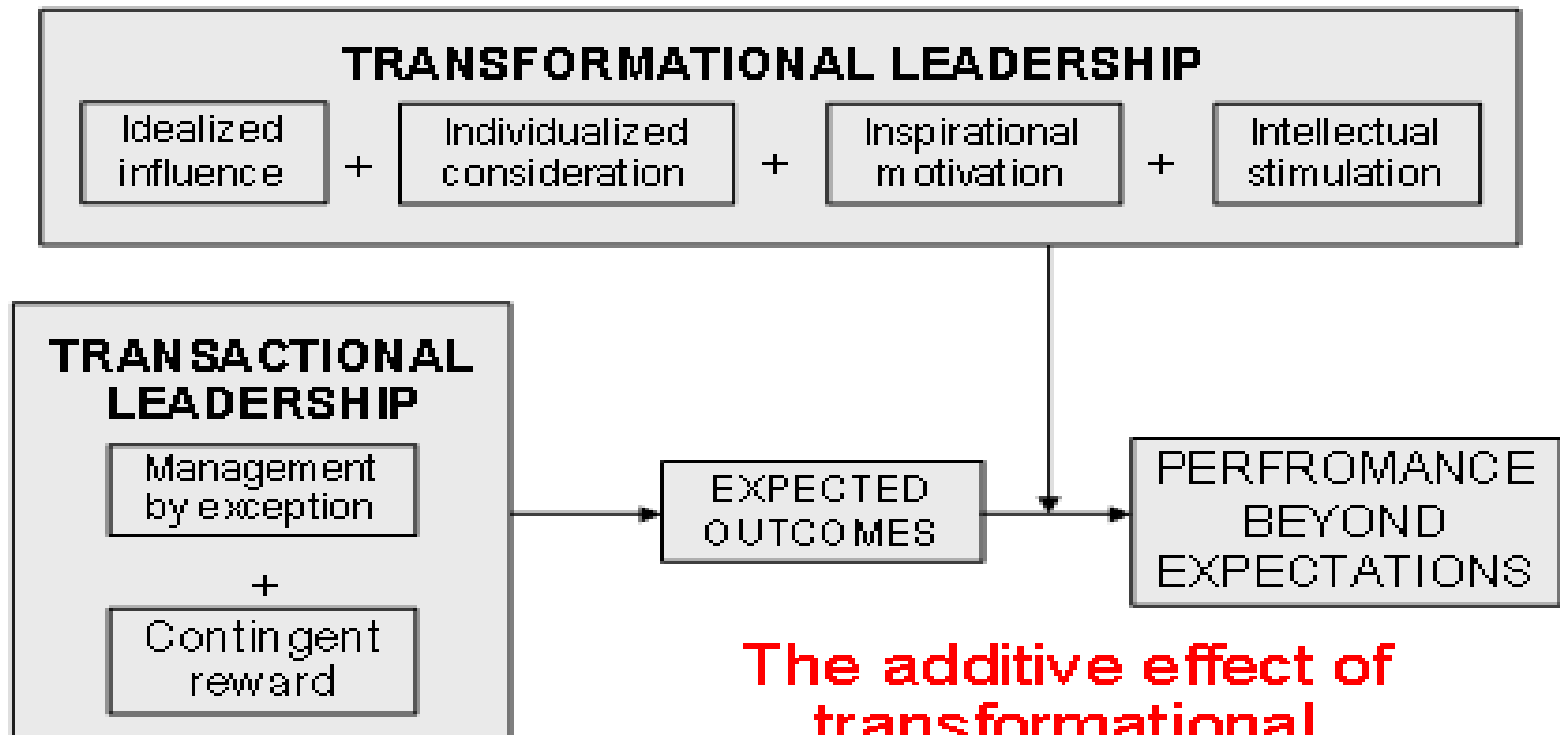 TRANSFORMATIONAL LEADERSHIP
Idealized
influence
+
Individualized
consideration
+
Inspirational
motivation
+
Intellectual
stimulation
TRANSACTIONAL
LEADERSHIP
Management
by exception
+
Contingent
reward
EXPECTED
OUTCOMES
PERFROMANCE
BEYOND
EXPECTATIONS
The additive effect of
transformational